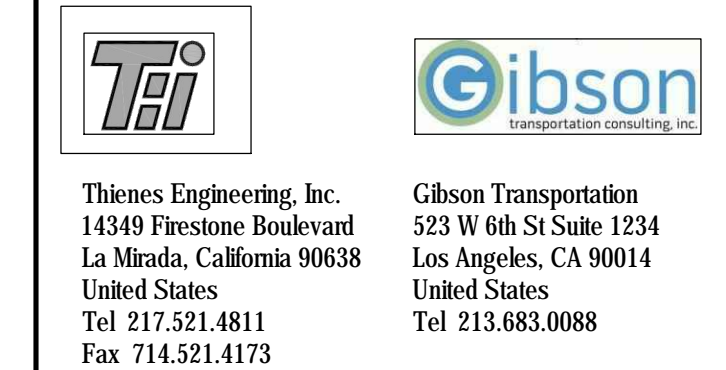 THi
Gibson
transportation consulting, inc.
Thienes Engineering, Inc.
14349 Firestone Boulevard
La Mirada, California 90638
United States
Tel 217.521.4811
Fax 714.521.4173
Gibson Transportation
523 W 6th St Suite 1234
Los Angeles, CA 90014
United States
Tel 213.683.0088